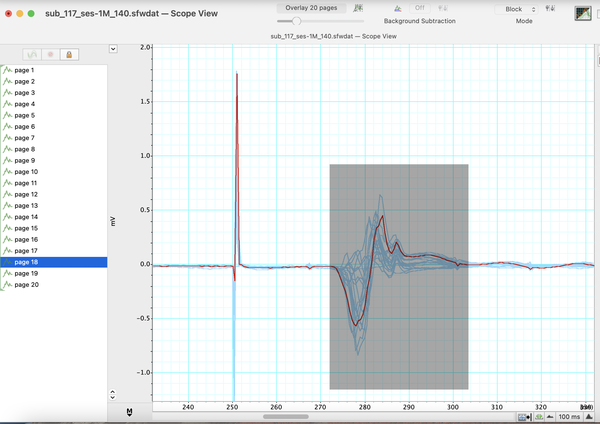 sub_117_ses-1M_140.sfwdat — Scope View
Overlay 20 pages
Off
Background Subtraction
Block
Mode
sub_117_ses-1M_140.sfwdat — Scope View
page 1
page 2
page 3
page 4
page 5
page 6
page 7
page 8
page 9
page 10
page 11
page 12
page 13
page 14
page 15
page 16
page 17
page 18
page 19
page 20
mV
2.0
1.5
1.0
0.5
0.0
−0.5
−1.0
240
250
260
270
280
290
300
310
320
330
100 ms